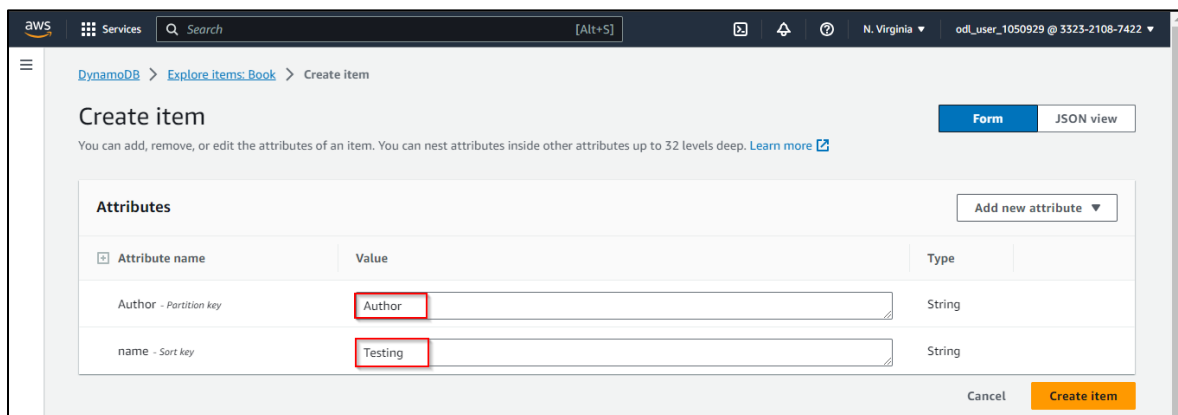 aws Services Search [Alt+S] N. Virginia ▼ odl_user_1050929 @ 3323-2108-7422 ▼
DynamoDB > Explore items: Book > Create item
Create item
Form JSON view
You can add, remove, or edit the attributes of an item. You can nest attributes inside other attributes up to 32 levels deep. Learn more
Attributes
Add new attribute ▼
Attribute name Value Type
Author - Partition key Author String
name - Sort key Testing String
Cancel Create item